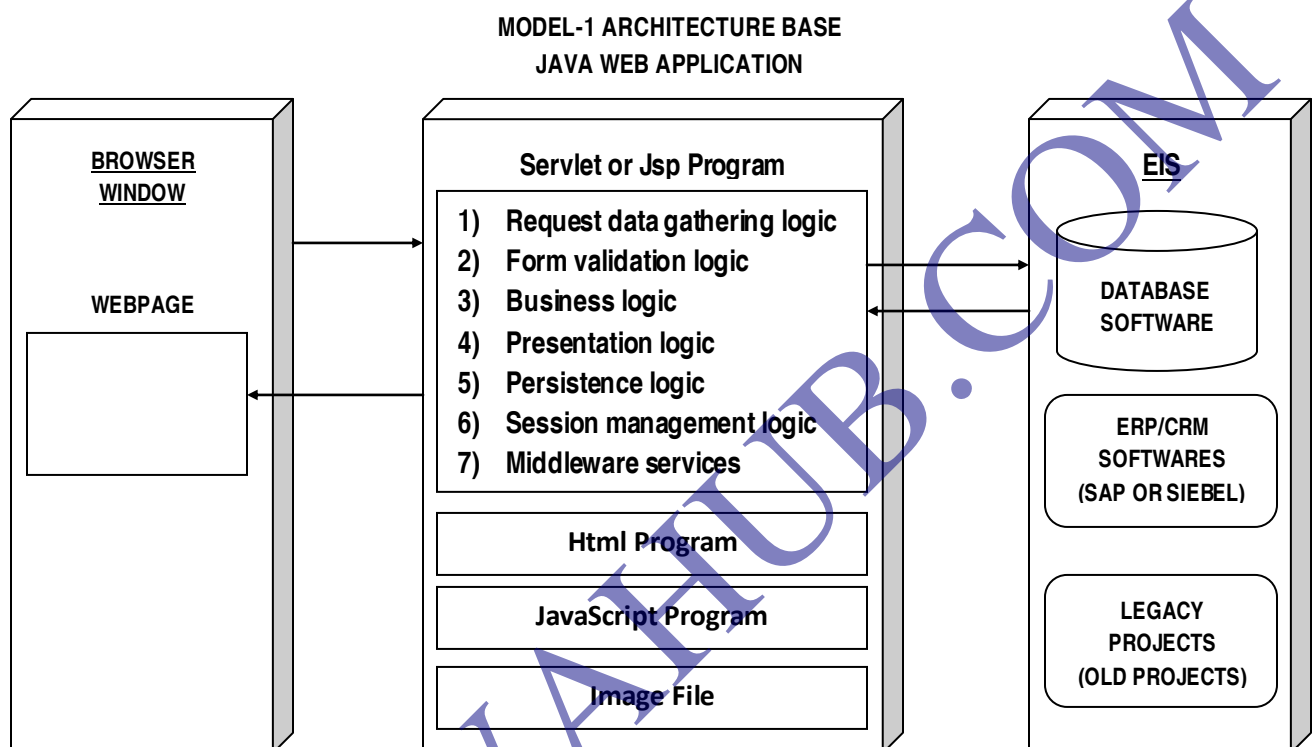 MODEL-1 ARCHITECTURE BASE
JAVA WEB APPLICATION
BROWSER
WINDOW
WEBPAGE
Servlet or Jsp Program
1) Request data gathering logic
2) Form validation logic
3) Business logic
4) Presentation logic
5) Persistence logic
6) Session management logic
7) Middleware services
Html Program
JavaScript Program
Image File
EIS
DATABASE
SOFTWARE
ERP/CRM
SOFTWARES
(SAP OR SIEBEL)
LEGACY
PROJECTS
(OLD PROJECTS)
AHUB.COM